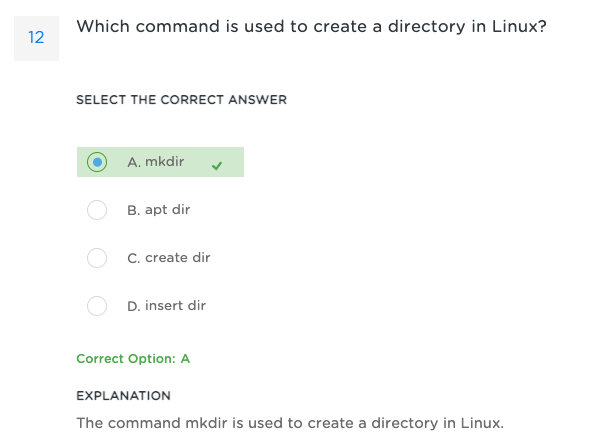 12
Which command is used to create a directory in Linux?
SELECT THE CORRECT ANSWER
A. mkdir
B. apt dir
C. create dir
D. insert dir
Correct Option: A
EXPLANATION
The command mkdir is used to create a directory in Linux.